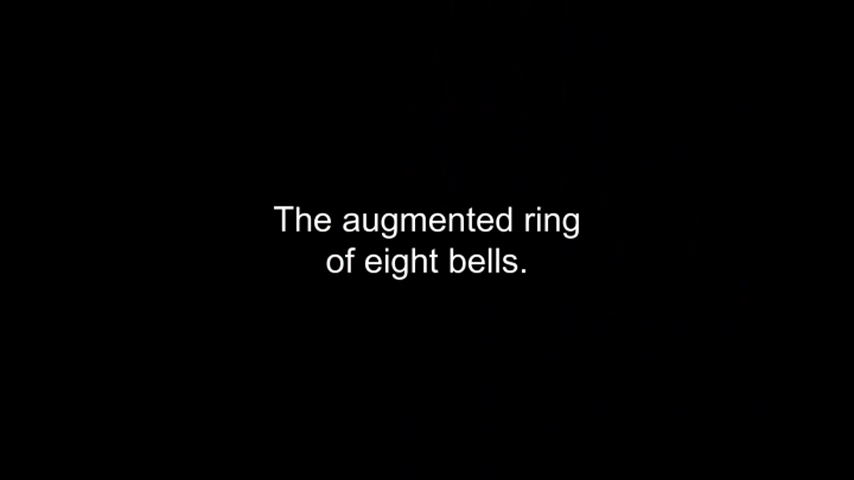 The augmented ring
of eight bells.